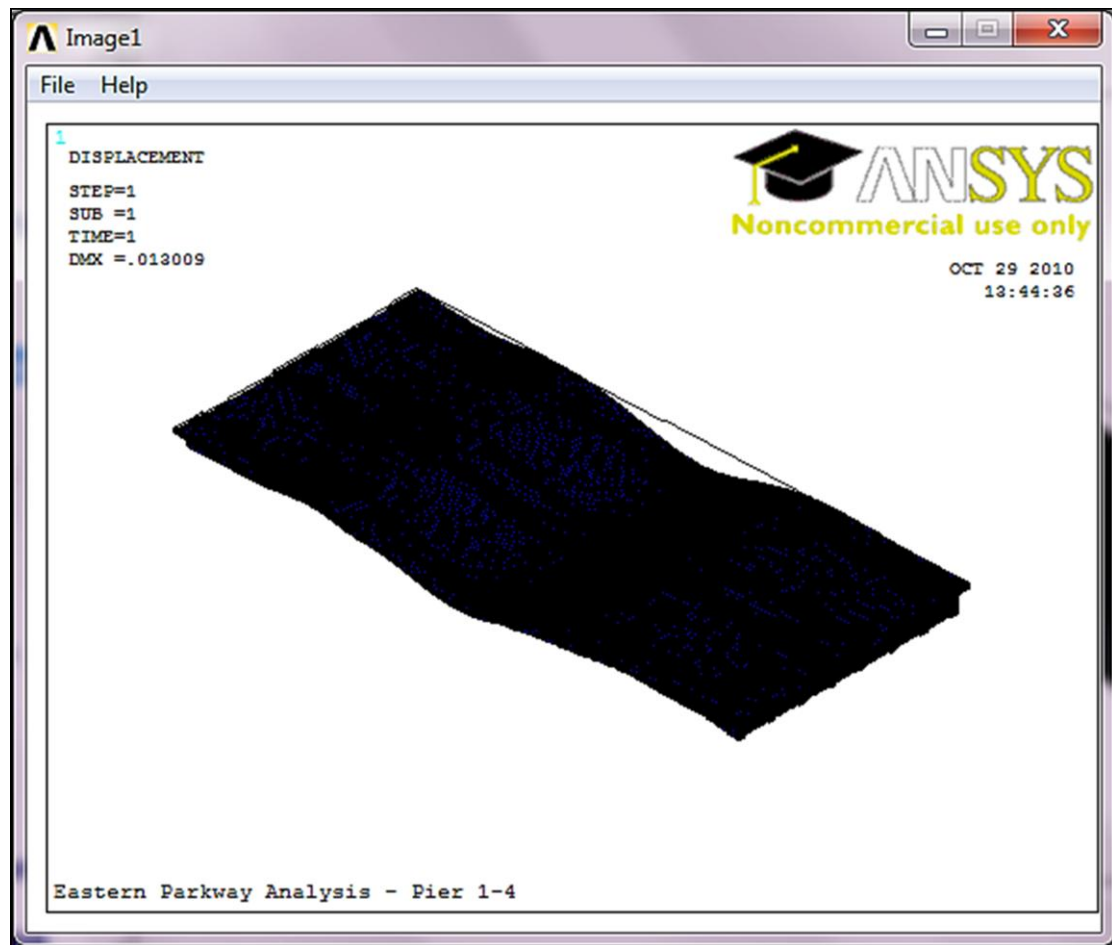 Image1
File Help
1
DISPLACEMENT
STEP=1
SUB =1
TIME=1
DMX =.013009
ANSYS
Noncommercial use only
OCT 29 2010
13:44:36
Eastern Parkway Analysis - Pier 1-4